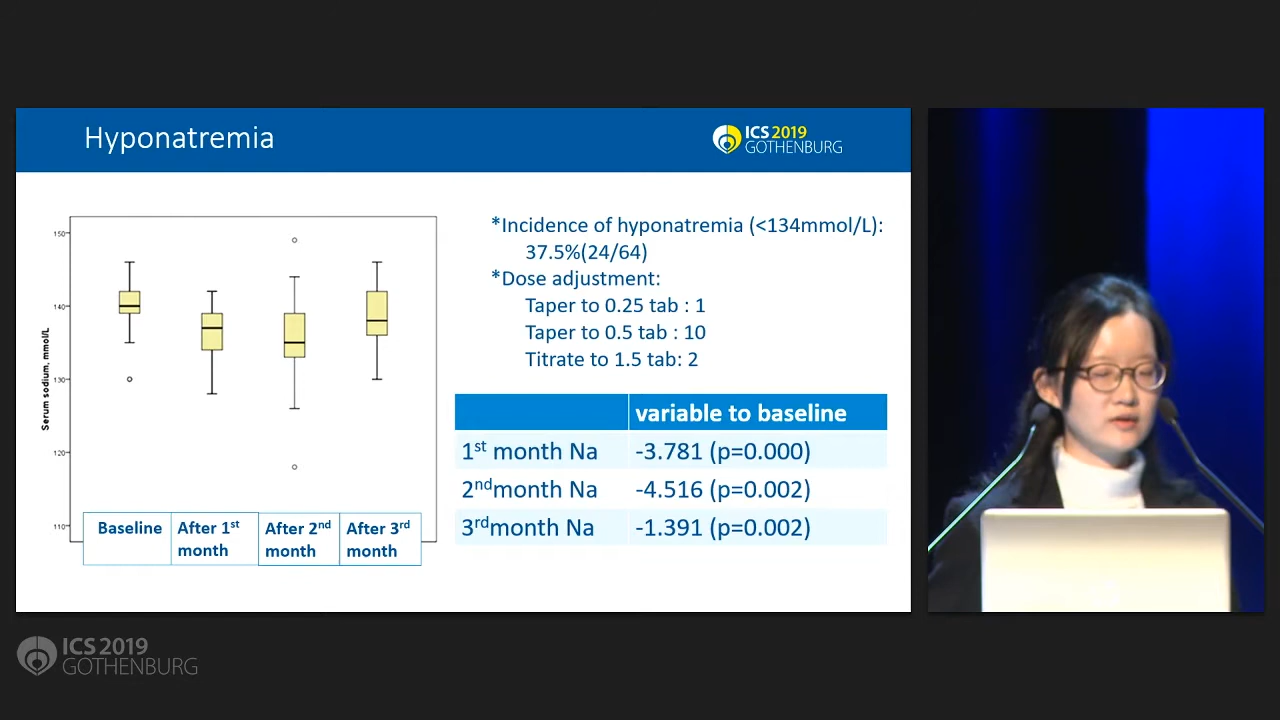 Hyponatremia
ICS 2019
GOTHENBURG
150
140
130
120
110
Serum sodium, mmol/L
Baseline
After 1st
month
After 2nd
month
After 3rd
month
*Incidence of hyponatremia (<134mmol/L):
37.5%(24/64)
*Dose adjustment:
Taper to 0.25 tab : 1
Taper to 0.5 tab : 10
Titrate to 1.5 tab: 2
variable to baseline
1st month Na -3.781 (p=0.000)
2ndmonth Na -4.516 (p=0.002)
3rdmonth Na -1.391 (p=0.002)
ICS 2019
GOTHENBURG